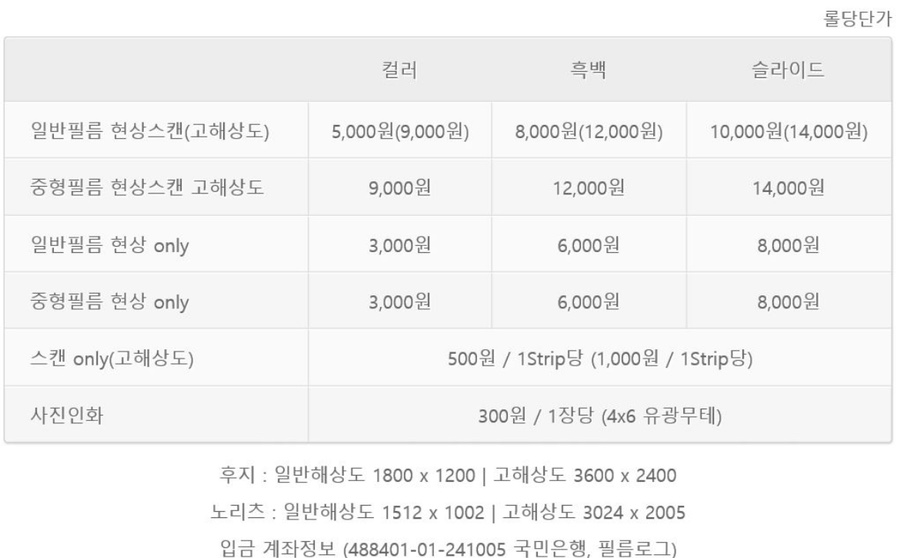 롤당단가
컬러 흑백 슬라이드
일반필름 현상스캔(고해상도) 5,000원(9,000원) 8,000원(12,000원) 10,000원(14,000원)
중형필름 현상스캔 고해상도 9,000원 12,000원 14,000원
일반필름 현상 only 3,000원 6,000원 8,000원
중형필름 현상 only 3,000원 6,000원 8,000원
스캔 only(고해상도) 500원 / 1Strip당 (1,000원 / 1Strip당)
사진인화 300원 / 1장당 (4x6 유광무테)
후지 : 일반해상도 1800 x 1200 | 고해상도 3600 x 2400
노리츠 : 일반해상도 1512 x 1002 | 고해상도 3024 x 2005
입금 계좌정보 (488401-01-241005 국민은행, 필름로그)